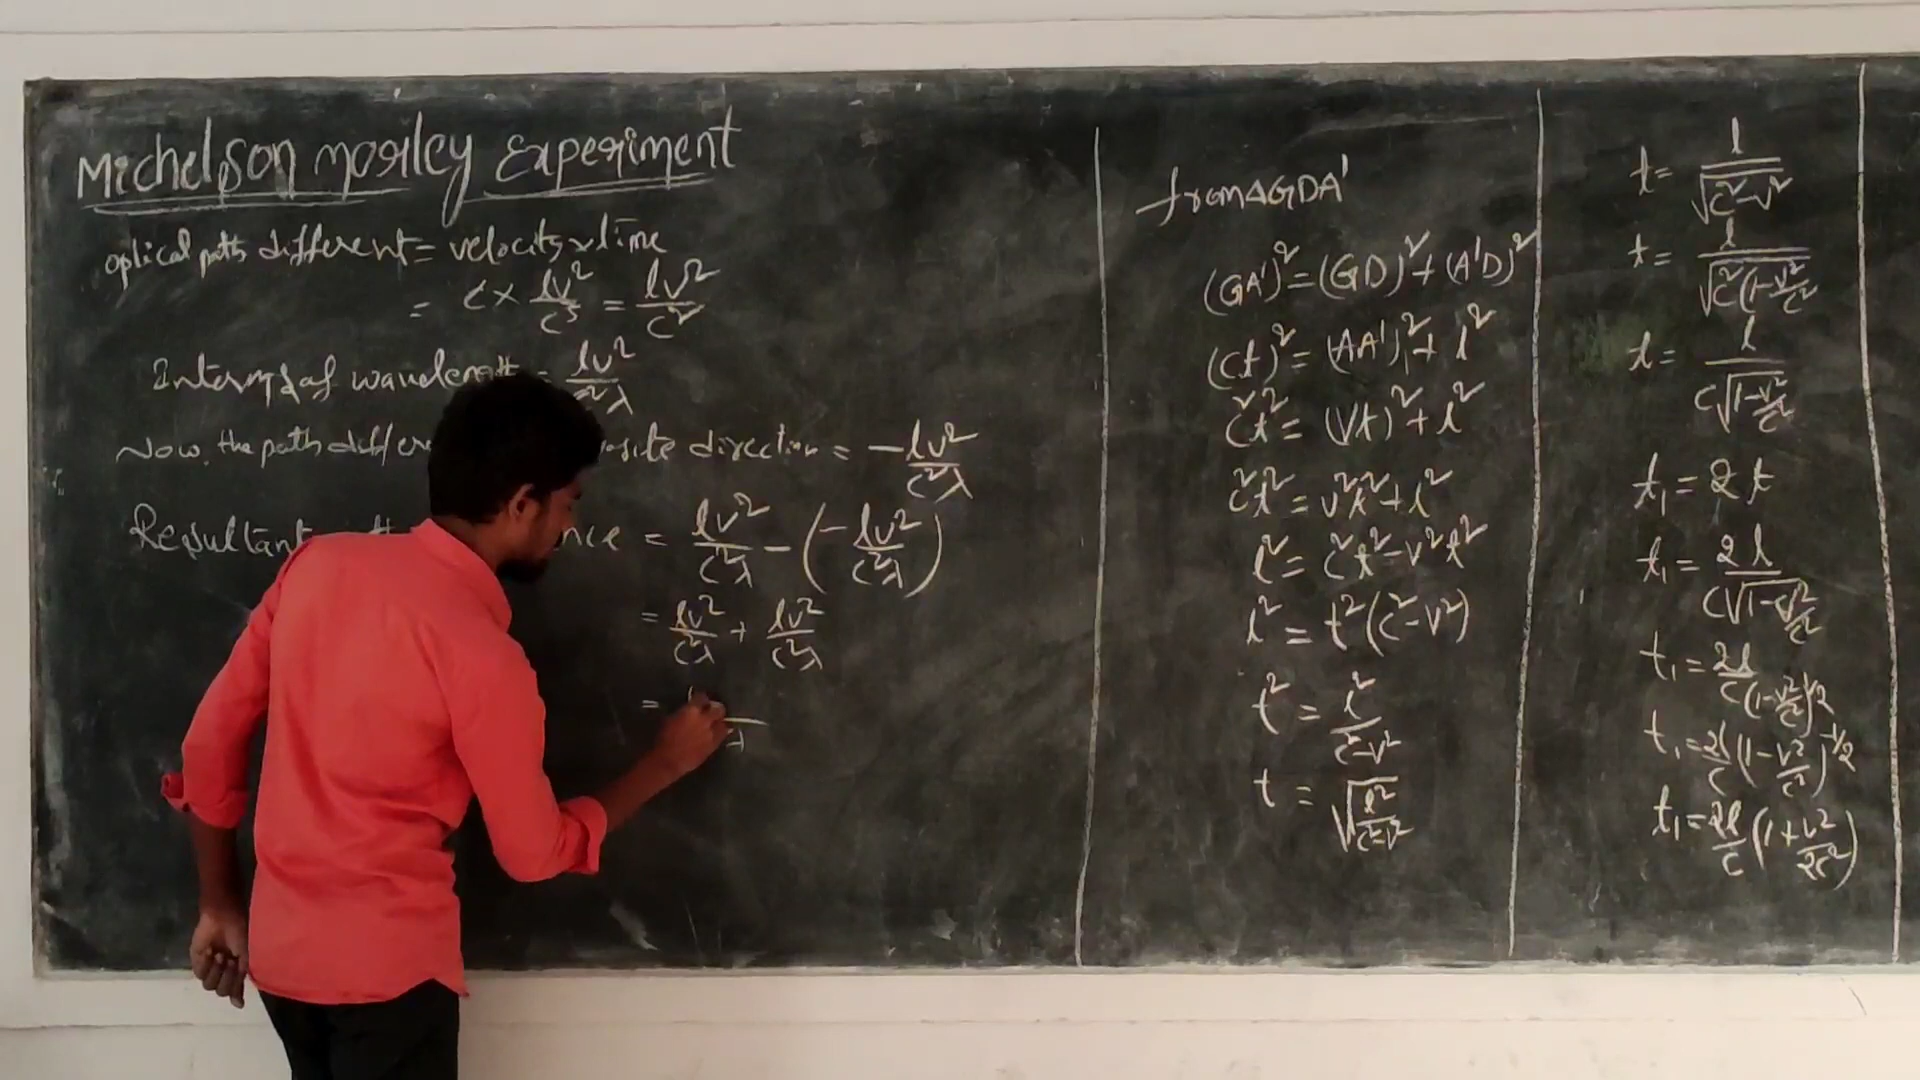 Michelson morley Experiment
optical path different = velocity × time
= c × lv²/c³ = lv²/c²
Interms of wavelength = lv²/c²λ
Now, the path differ osite direction = - lv²/c²λ
Resultant nce = lv²/c²λ - (- lv²/c²λ)
= lv²/c²λ + lv²/c²λ
=
from ΔGDA'
(GA')² = (GD)² + (A'D)²
(ct)² = (AA')² + l²
c²t² = (Vt)² + l²
c²t² = v²t² + l²
l² = c²t² - v²t²
l² = t²(c² - v²)
t² = l²/c²-v²
t = √l²/c²-v²
t = l/√c²-v²
t = l/√c²(1-v²/c²
t = l/c√1-v²/c²
t₁ = 2t
t₁ = 2l/c√1-v²/c²
t₁ = 2l/c(1-v²/c²)^1/2
t₁ = 2l/c (1-v²/c²)^-1/2
t₁ = 2l/c (1+v²/2c²)